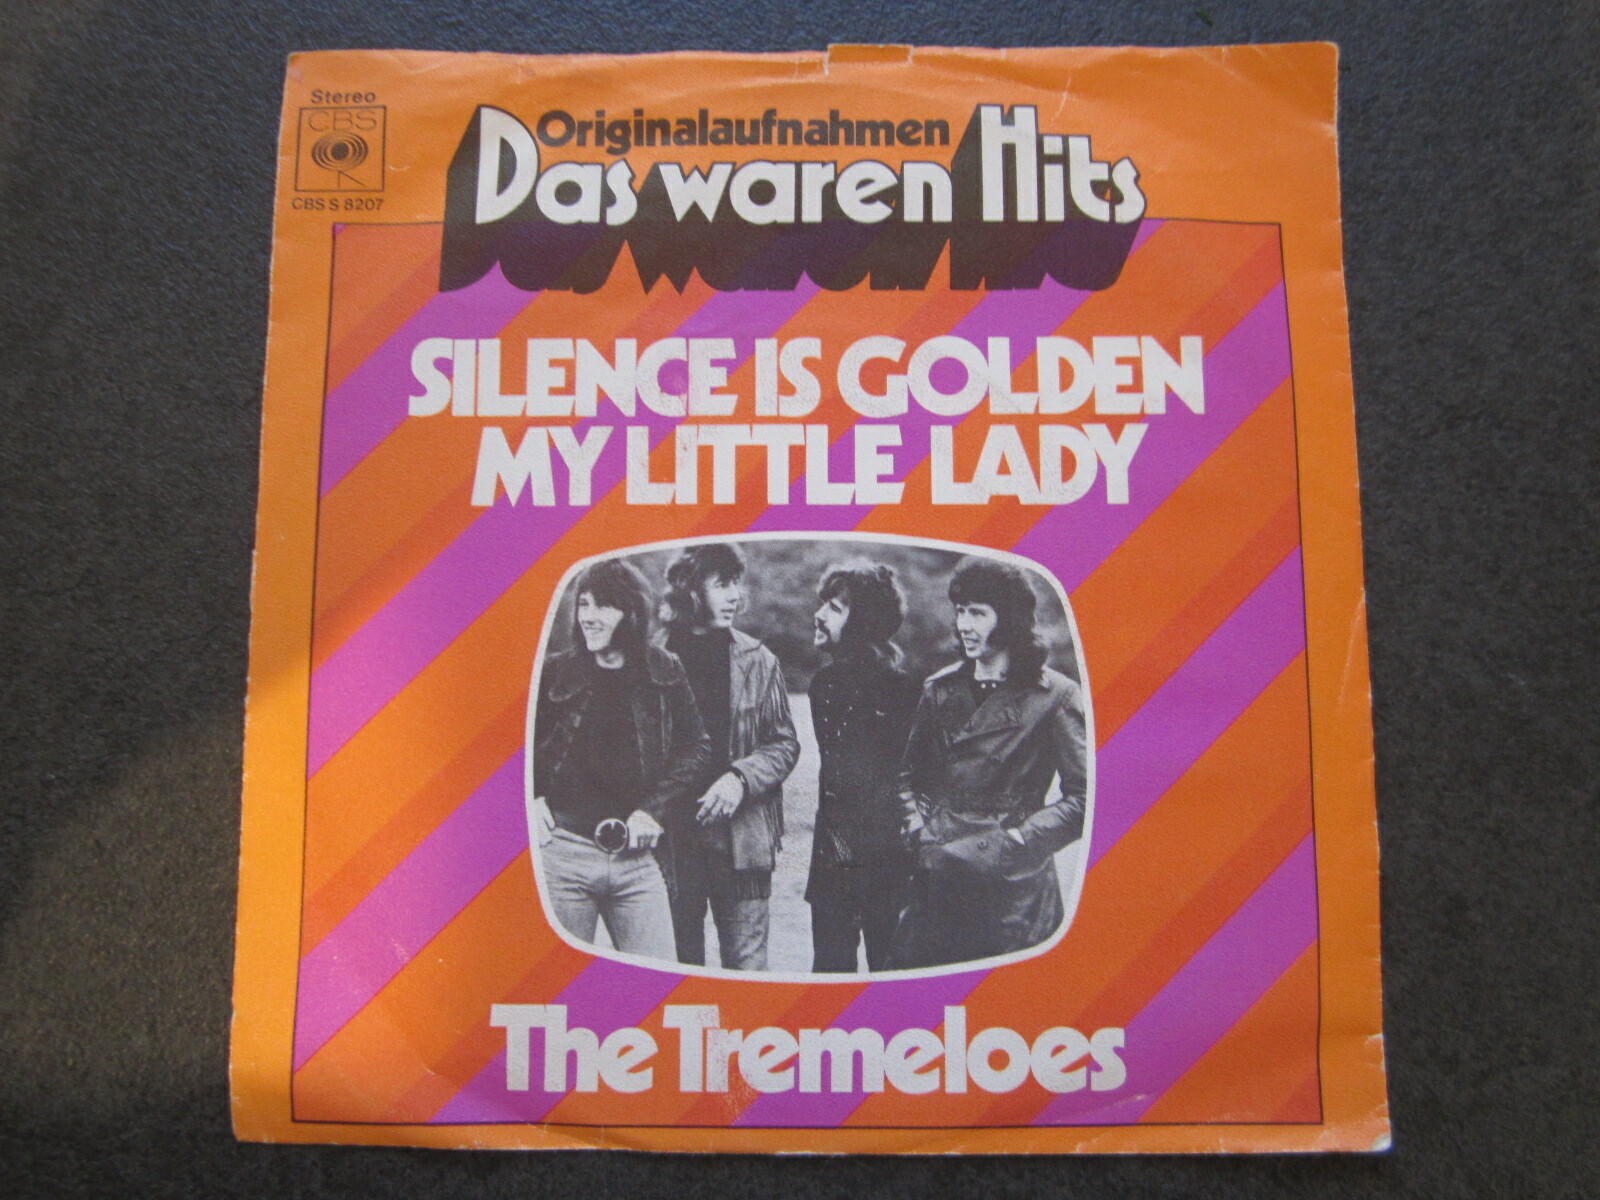 Stereo
CBS
CBS S 8207
Originalaufnahmen
Das waren Hits
SILENCE IS GOLDEN
MY LITTLE LADY
The Tremeloes